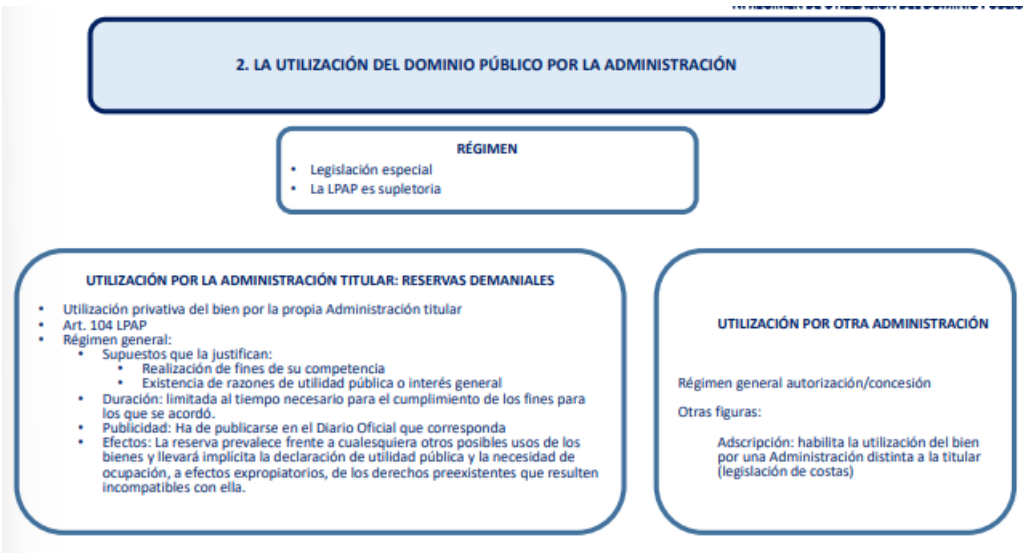 2. LA UTILIZACIÓN DEL DOMINIO PÚBLICO POR LA ADMINISTRACIÓN
RÉGIMEN
• Legislación especial
• La LPAP es supletoria
UTILIZACIÓN POR LA ADMINISTRACIÓN TITULAR: RESERVAS DEMANIALES
• Utilización privativa del bien por la propia Administración titular
• Art. 104 LPAP
• Régimen general:
• Supuestos que la justifican:
• Realización de fines de su competencia
• Existencia de razones de utilidad pública o interés general
• Duración: limitada al tiempo necesario para el cumplimiento de los fines para
los que se acordó.
• Publicidad: Ha de publicarse en el Diario Oficial que corresponda
• Efectos: La reserva prevalece frente a cualesquiera otros posibles usos de los
bienes y llevará implícita la declaración de utilidad pública y la necesidad de
ocupación, a efectos expropiatorios, de los derechos preexistentes que resulten
incompatibles con ella.
UTILIZACIÓN POR OTRA ADMINISTRACIÓN
Régimen general autorización/concesión
Otras figuras:
Adscripción: habilita la utilización del bien
por una Administración distinta a la titular
(legislación de costas)